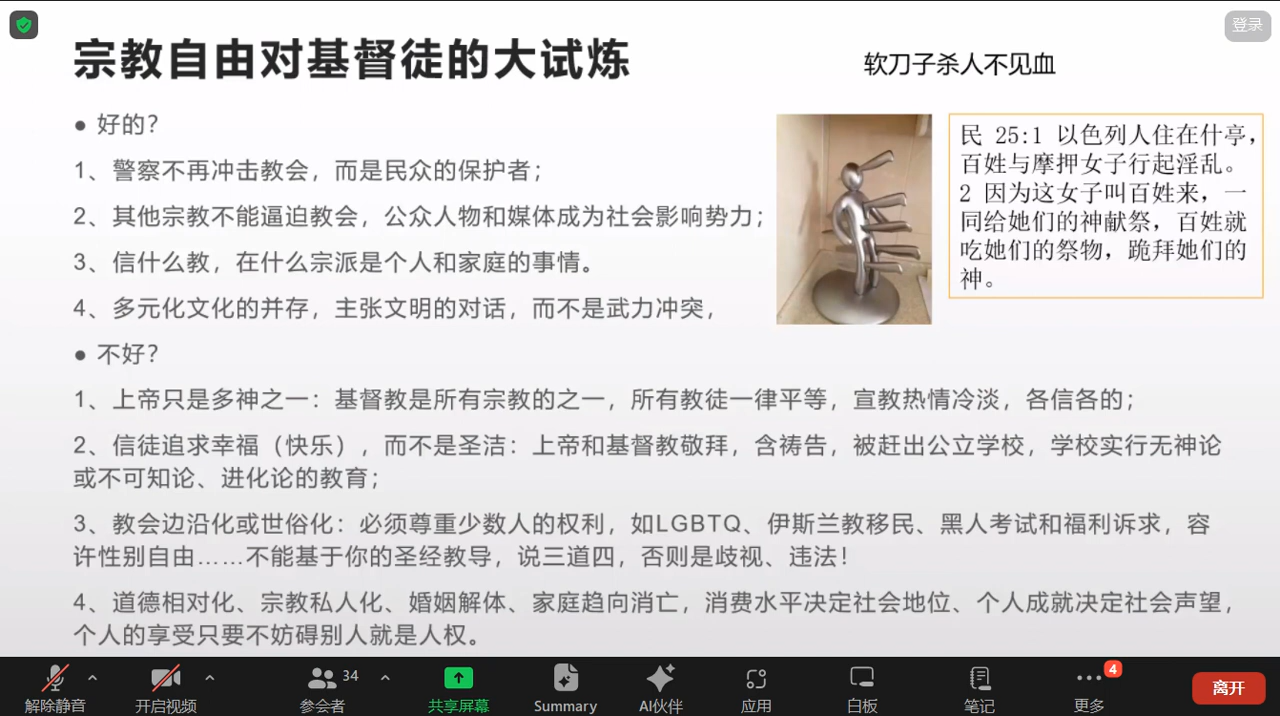 登录
宗教自由对基督徒的大试炼
软刀子杀人不见血
● 好的？
1、警察不再冲击教会，而是民众的保护者；
2、其他宗教不能逼迫教会，公众人物和媒体成为社会影响势力；
3、信什么教，在什么宗派是个人和家庭的事情。
4、多元化文化的并存，主张文明的对话，而不是武力冲突，
民 25:1 以色列人住在什亭，
百姓与摩押女子行起淫乱。
2 因为这女子叫百姓来，一
同给她们的神献祭，百姓就
吃她们的祭物，跪拜她们的
神。
● 不好？
1、上帝只是多神之一：基督教是所有宗教的之一，所有教徒一律平等，宣教热情冷淡，各信各的；
2、信徒追求幸福（快乐），而不是圣洁：上帝和基督教敬拜，含祷告，被赶出公立学校，学校实行无神论
或不可知论、进化论的教育；
3、教会边沿化或世俗化：必须尊重少数人的权利，如LGBTQ、伊斯兰教移民、黑人考试和福利诉求，容
许性别自由……不能基于你的圣经教导，说三道四，否则是歧视、违法！
4、道德相对化、宗教私人化、婚姻解体、家庭趋向消亡，消费水平决定社会地位、个人成就决定社会声望，
个人的享受只要不妨碍别人就是人权。
34
4
解除静音
开启视频
参会者
共享屏幕
Summary
AI伙伴
应用
白板
笔记
更多
离开